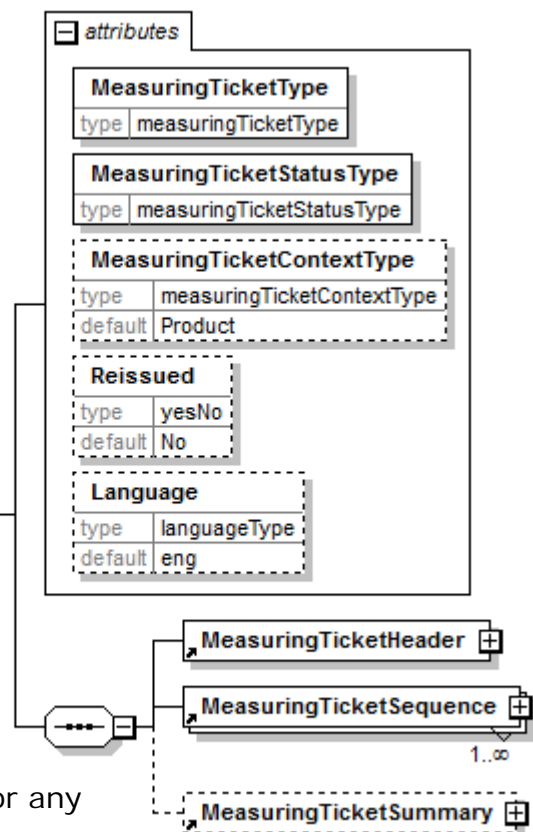 attributes
MeasuringTicketType
type measuringTicketType
MeasuringTicketStatusType
type measuringTicketStatusType
MeasuringTicketContextType
type measuringTicketContextType
default Product
Reissued
type yesNo
default No
Language
type languageType
default eng
MeasuringTicketHeader
MeasuringTicketSequence
1..∞
or any
MeasuringTicketSummary